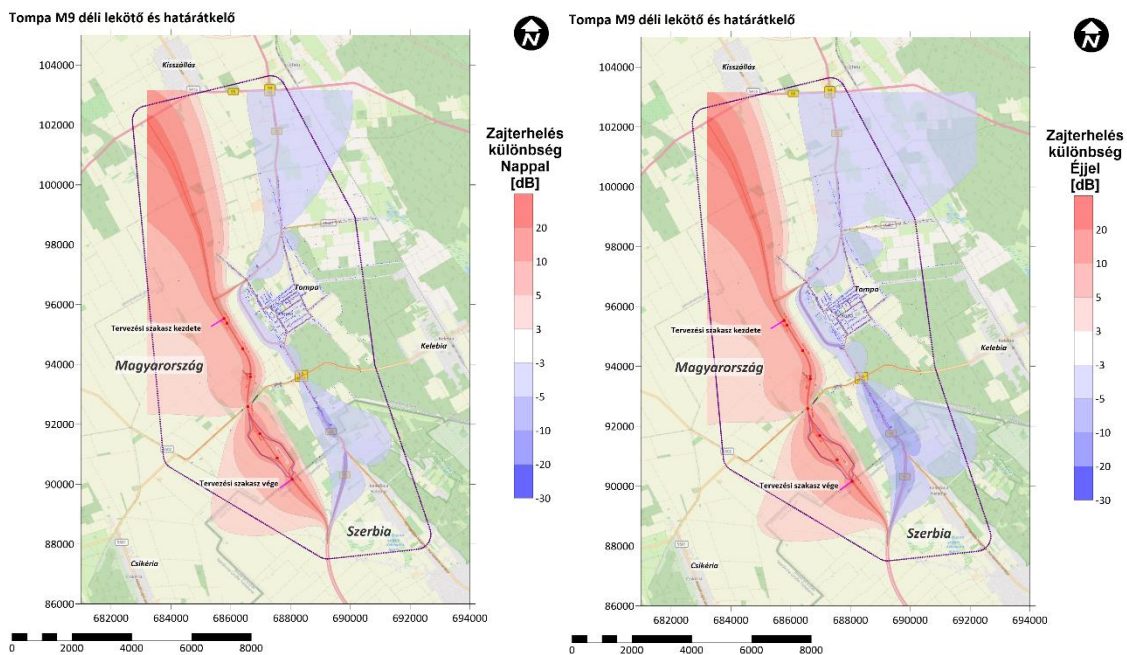 Tompa M9 déli lekötő és határátkelő
N
104000
102000
100000
98000
96000
94000
92000
90000
88000
86000
682000 684000 686000 688000 690000 692000 694000
0 2000 4000 6000 8000
Kisszállás
Tompa
Kelebia
Tervezési szakasz kezdete
Magyarország
Tervezési szakasz vége
Szerbia
Csikéria
Zajterhelés
különbség
Nappal
[dB]
20
10
5
3
-3
-5
-10
-20
-30
Tompa M9 déli lekötő és határátkelő
N
104000
102000
100000
98000
96000
94000
92000
90000
88000
86000
682000 684000 686000 688000 690000 692000 694000
0 2000 4000 6000 8000
Kisszállás
Tompa
Kelebia
Tervezési szakasz kezdete
Magyarország
Tervezési szakasz vége
Szerbia
Csikéria
Zajterhelés
különbség
Éjjel
[dB]
20
10
5
3
-3
-5
-10
-20
-30